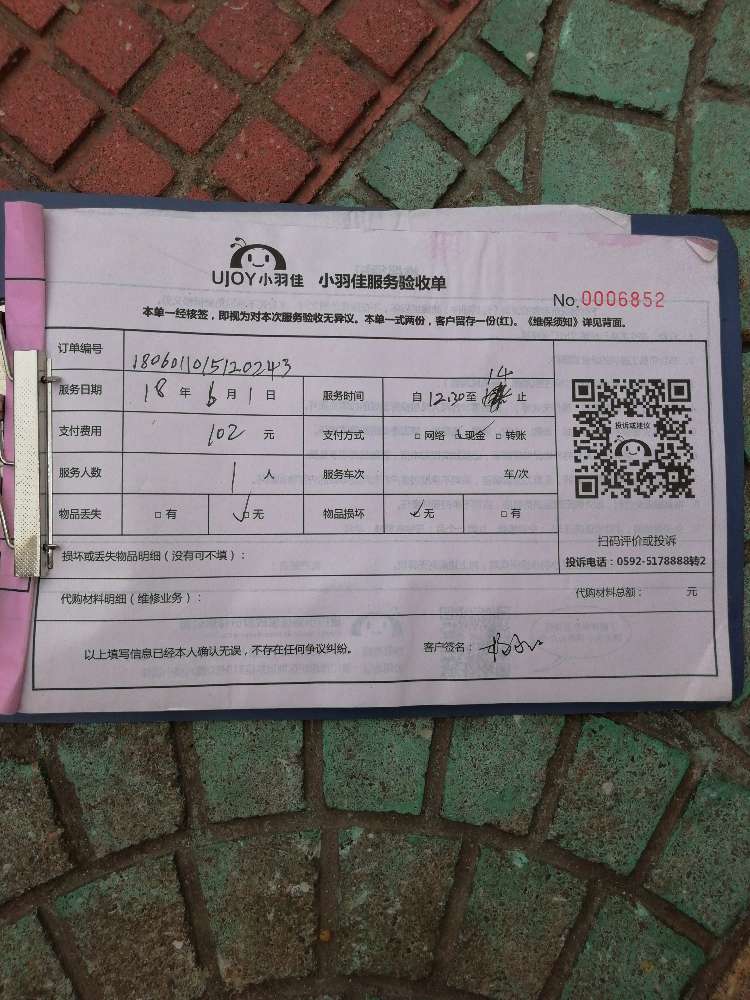 UJOY小羽佳 小羽佳服务验收单
No.0006852
本单一经核签，即视为对本次服务验收无异议。本单一式两份，客户留存一份(红)。《维保须知》详见背面。
订单编号 1806011015120243
服务日期 18 年 6 月 1 日 服务时间 自 12:30 至 14 止
支付费用 102 元 支付方式 □ 网络 ☑ 现金 □ 转账
投诉或建议
服务人数 1 人 服务车次 车/次
物品丢失 □ 有 ☑ 无 物品损坏 ☑ 无 □ 有
扫码评价或投诉
投诉电话：0592-5178888转2
损坏或丢失物品明细（没有可不填）：
代购材料明细（维修业务）： 代购材料总额： 元
以上填写信息已经本人确认无误，不存在任何争议纠纷。 客户签名：